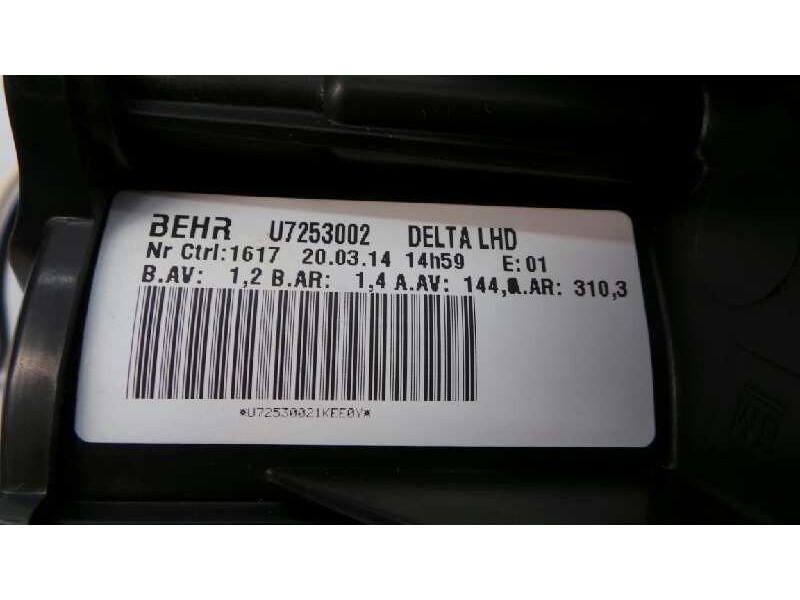 BEHR U7253002 DELTA LHD
Nr Ctrl:1617 20.03.14 14h59 E:01
B.AV: 1,2 B.AR: 1,4 A.AV: 144, .AR: 310,3
*U72530021KEE0Y*